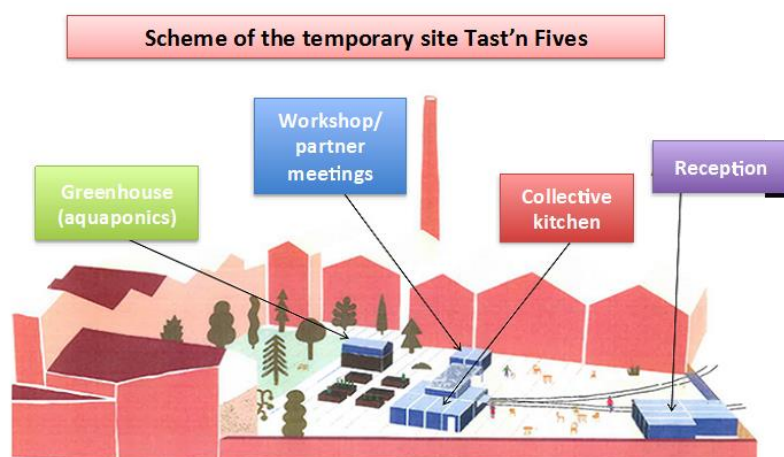 Scheme of the temporary site Tast'n Fives
Workshop/
partner
meetings
Greenhouse
(aquaponics)
Collective
kitchen
Reception